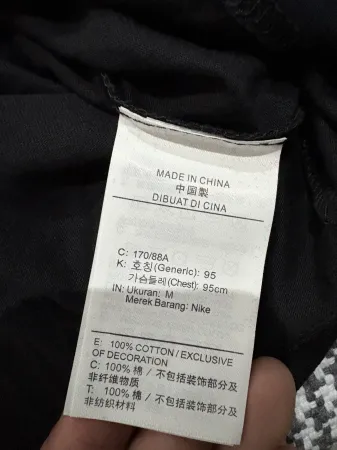 MADE IN CHINA
中国製
DIBUAT DI CINA
C: 170/88A
K: 호칭(Generic): 95
가슴둘레(Chest): 95cm
IN: Ukuran: M
Merek Barang: Nike
E: 100% COTTON / EXCLUSIVE
OF DECORATION
C: 100% 棉 / 不包括装饰部分及
非纤维物质
T: 100% 棉 / 不包括裝飾部分及
非紡織材料